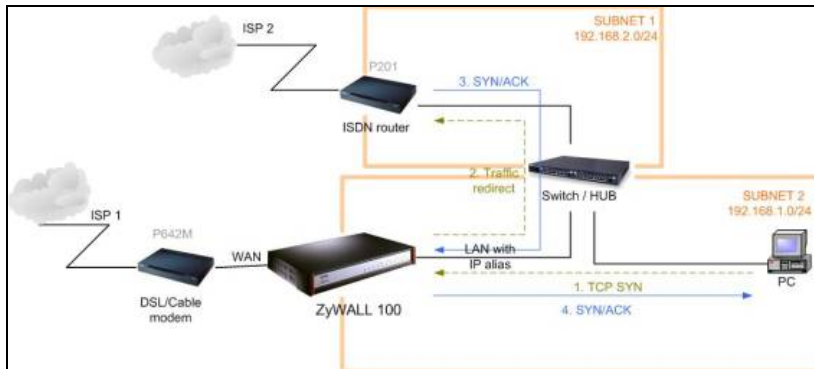 ISP 2
SUBNET 1
192.168.2.0/24
P201
3. SYN/ACK
ISDN router
2. Traffic
redirect
Switch / HUB
SUBNET 2
192.168.1.0/24
ISP 1
P642M
WAN
LAN with
IP alias
PC
DSL/Cable
modem
ZyWALL 100
1. TCP SYN
4. SYN/ACK